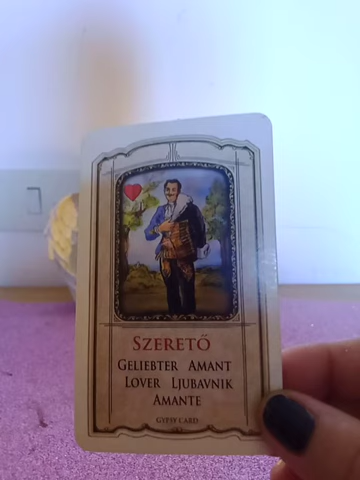 SZERETŐ
GELIEBTER AMANT
LOVER LJUBAVNIK
AMANTE
GYPSY CARD